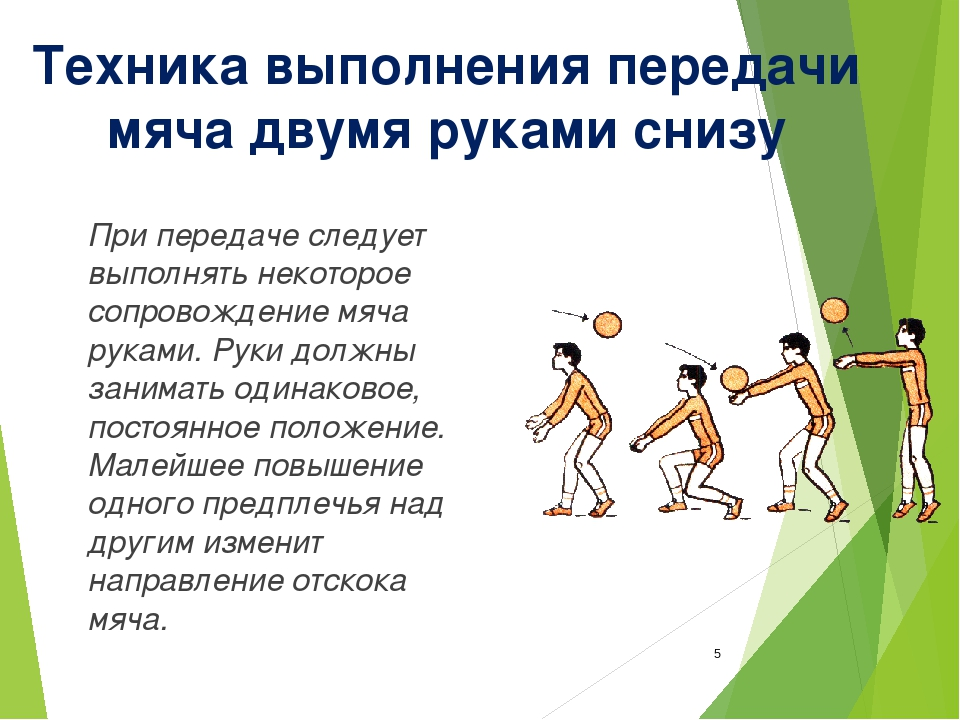 Техника выполнения передачи
мяча двумя руками снизу
При передаче следует
выполнять некоторое
сопровождение мяча
руками. Руки должны
занимать одинаковое,
постоянное положение.
Малейшее повышение
одного предплечья над
другим изменит
направление отскока
мяча.
5